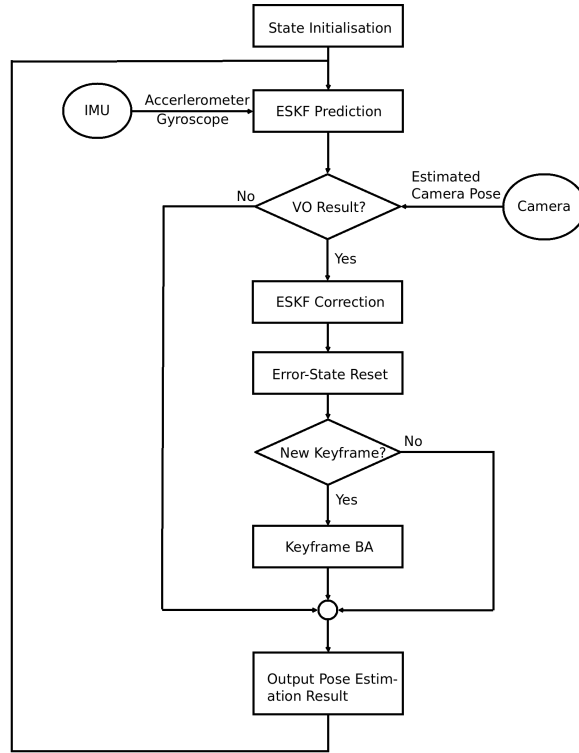 State Initialisation
IMU
Accerlerometer
Gyroscope
ESKF Prediction
Estimated
Camera Pose
No
VO Result?
Camera
Yes
ESKF Correction
Error-State Reset
New Keyframe?
No
Yes
Keyframe BA
Output Pose Estim-
ation Result